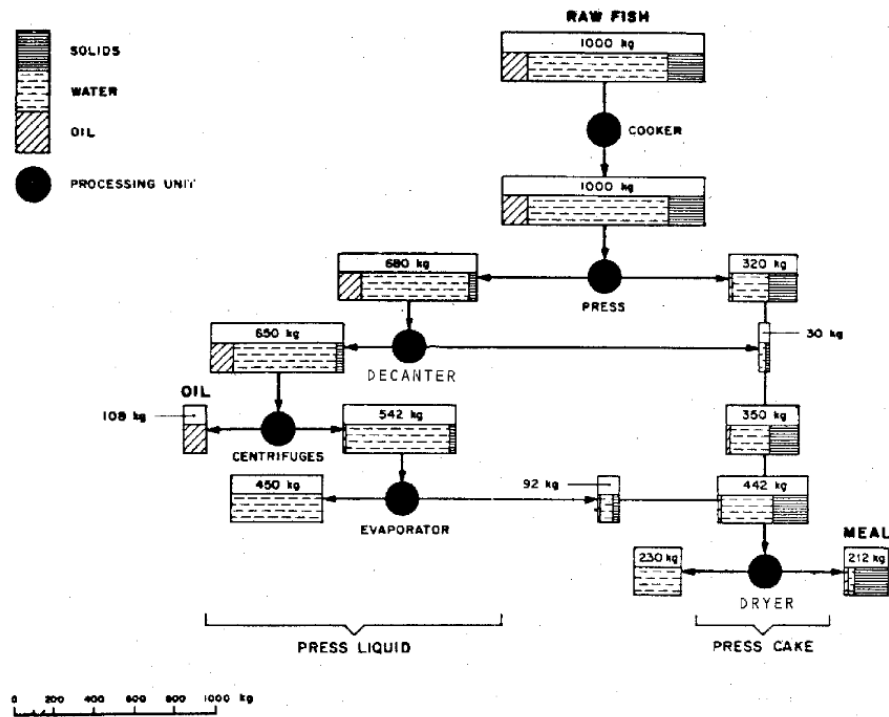 RAW FISH
1000 kg
SOLIDS
WATER
OIL
PROCESSING UNIT
COOKER
1000 kg
680 kg
320 kg
PRESS
650 kg
30 kg
DECANTER
OIL
108 kg
542 kg
350 kg
CENTRIFUGES
450 kg
92 kg
442 kg
EVAPORATOR
MEAL
230 kg
212 kg
DRYER
PRESS LIQUID
PRESS CAKE
0 200 400 600 800 1000 kg